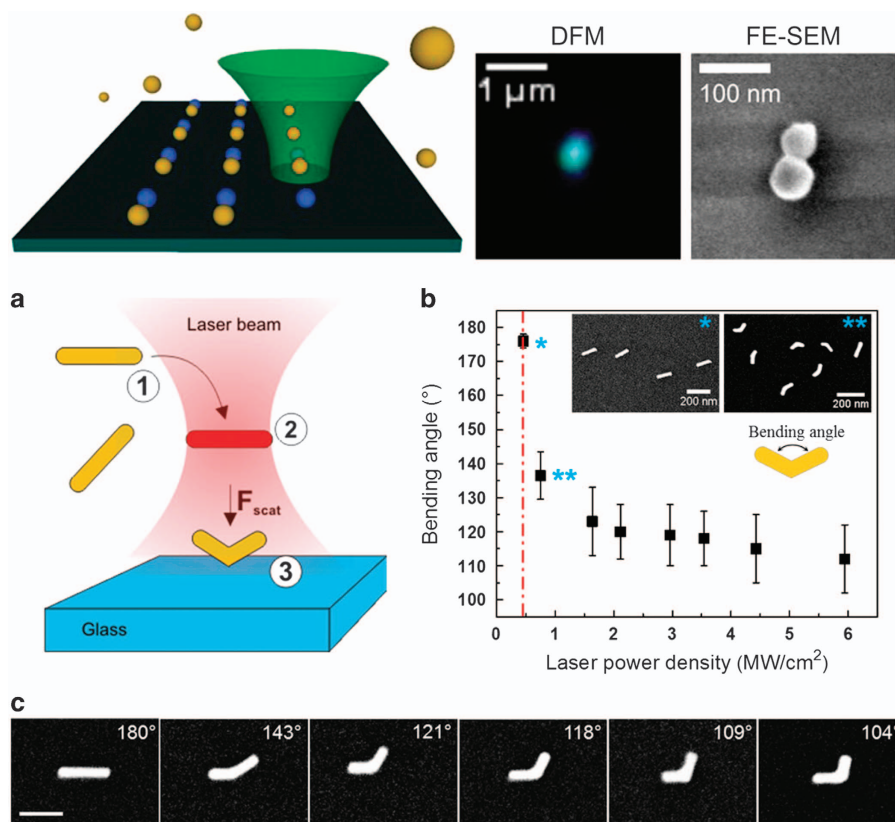 DFM
FE-SEM
1 µm
100 nm
a
Laser beam
1
2
F scat
3
Glass
b
Bending angle (°)
180
170
160
150
140
130
120
110
100
*
**
*
200 nm
**
200 nm
Bending angle
0
1
2
3
4
5
6
Laser power density (MW/cm²)
c
180°
143°
121°
118°
109°
104°